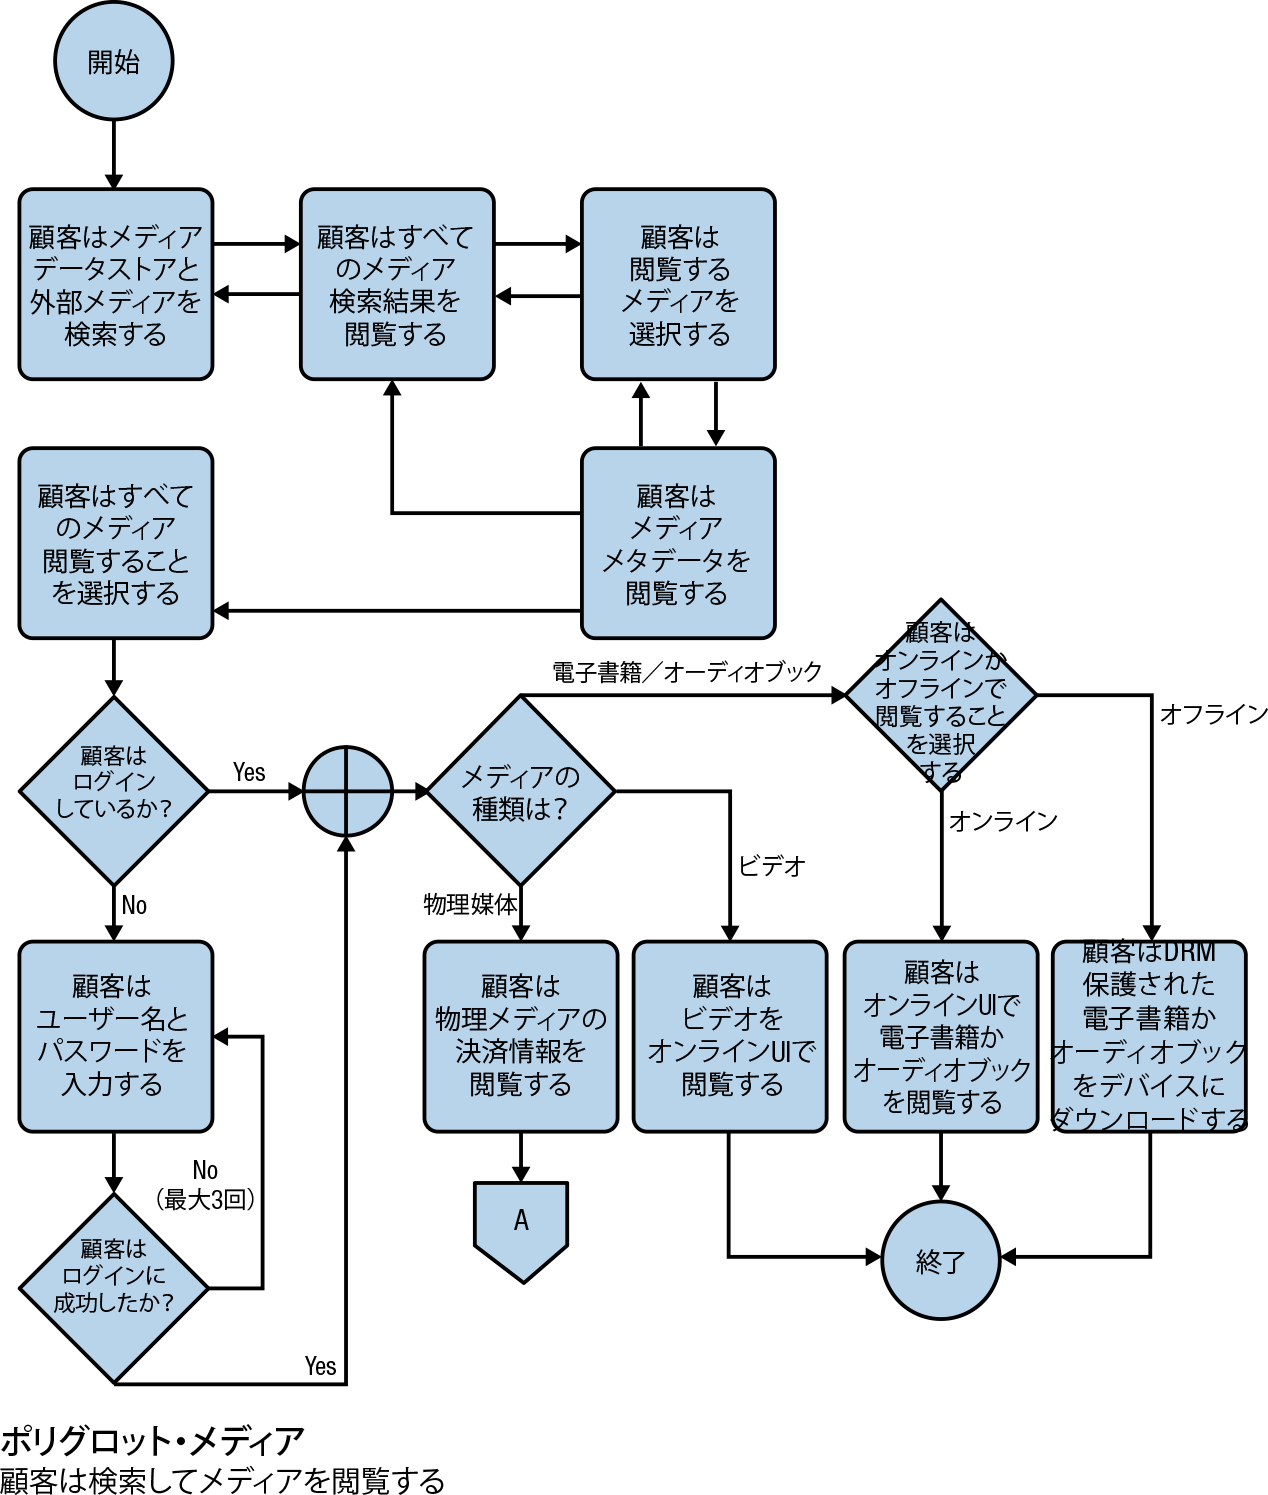 開始
顧客はメディア
データストアと
外部メディアを
検索する
顧客はすべて
のメディア
検索結果を
閲覧する
顧客は
閲覧する
メディアを
選択する
顧客はすべて
のメディア
閲覧すること
を選択する
顧客は
メディア
メタデータを
閲覧する
顧客は
ログイン
しているか？
Yes
No
メディアの
種類は？
電子書籍／オーディオブック
ビデオ
物理媒体
顧客は
オンラインか
オフラインで
閲覧すること
を選択
する
オフライン
オンライン
顧客は
ユーザー名と
パスワードを
入力する
顧客は
物理メディアの
決済情報を
閲覧する
顧客は
ビデオを
オンラインUIで
閲覧する
顧客は
オンラインUIで
電子書籍か
オーディオブック
を閲覧する
顧客はDRM
保護された
電子書籍か
オーディオブック
をデバイスに
ダウンロードする
No
（最大3回）
顧客は
ログインに
成功したか？
Yes
A
終了
ポリグロット・メディア
顧客は検索してメディアを閲覧する